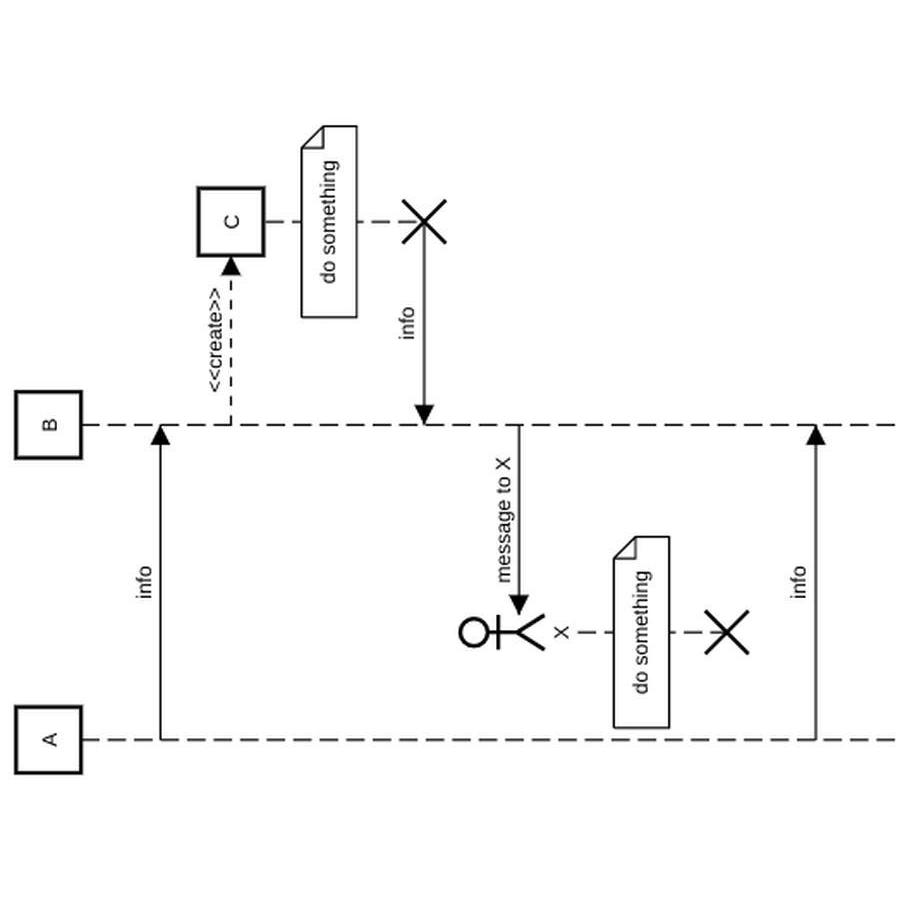 A
B
info
<<create>>
C
do something
info
message to X
X
do something
info